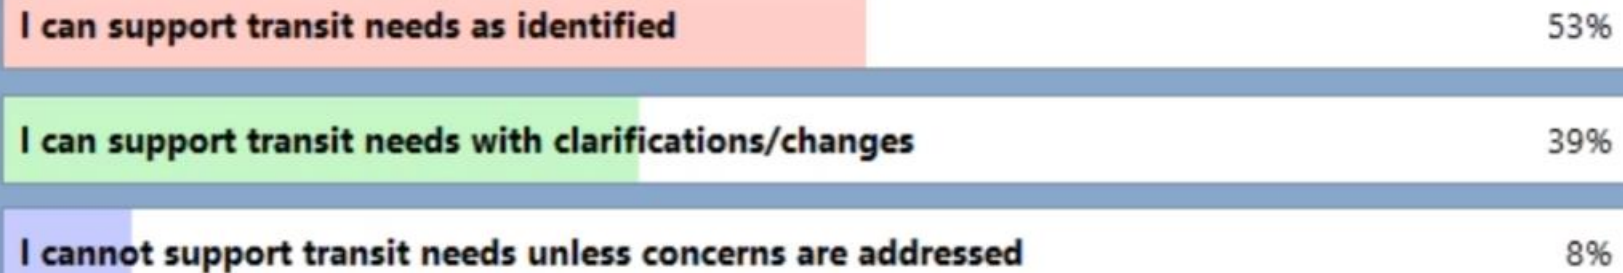 I can support transit needs as identified 53%
I can support transit needs with clarifications/changes 39%
I cannot support transit needs unless concerns are addressed 8%